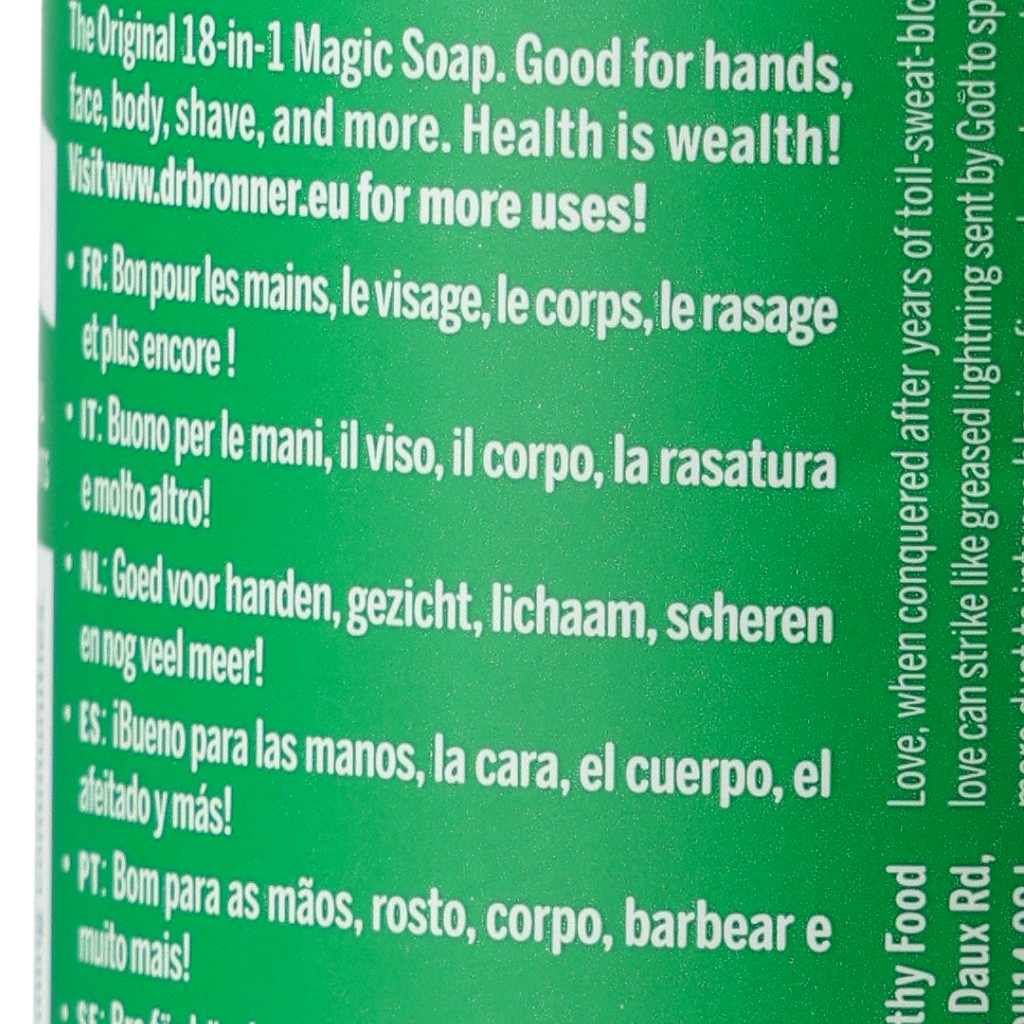 The Original 18-in-1 Magic Soap. Good for hands,
face, body, shave, and more. Health is wealth!
Visit www.drbronner.eu for more uses!
• FR: Bon pour les mains, le visage, le corps, le rasage
et plus encore !
• IT: Buono per le mani, il viso, il corpo, la rasatura
e molto altro!
• NL: Goed voor handen, gezicht, lichaam, scheren
en nog veel meer!
• ES: ¡Bueno para las manos, la cara, el cuerpo, el
afeitado y más!
• PT: Bom para as mãos, rosto, corpo, barbear e
muito mais!
Love, when conquered after years of toil-sweat-blo
love can strike like greased lightning sent by God to sp
thy Food
Daux Rd,